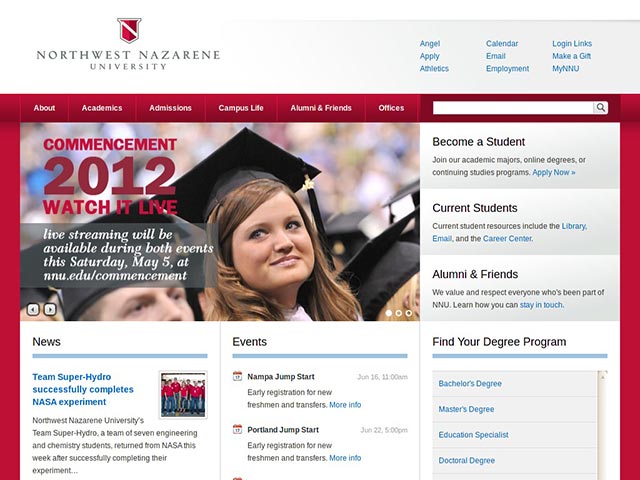 NORTHWEST NAZARENE
UNIVERSITY
Angel
Calendar
Login Links
Apply
Email
Make a Gift
Athletics
Employment
MyNNU
About
Academics
Admissions
Campus Life
Alumni & Friends
Offices
COMMENCEMENT
2012
WATCH IT LIVE
live streaming will be
available during both events
this Saturday, May 5, at
nnu.edu/commencement
Become a Student
Join our academic majors, online degrees, or
continuing studies programs. Apply Now »
Current Students
Current student resources include the Library,
Email, and the Career Center.
Alumni & Friends
We value and respect everyone who's been part of
NNU. Learn how you can stay in touch.
News
Team Super-Hydro
successfully completes
NASA experiment
Northwest Nazarene University's
Team Super-Hydro, a team of seven engineering
and chemistry students, returned from NASA this
week after successfully completing their
experiment…
Events
Nampa Jump Start
Jun 16, 11:00am
Early registration for new
freshmen and transfers. More info
Portland Jump Start
Jun 22, 5:00pm
Early registration for new
freshmen and transfers. More info
Find Your Degree Program
Bachelor's Degree
Master's Degree
Education Specialist
Doctoral Degree